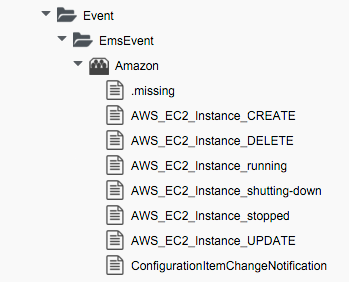 Event
EmsEvent
Amazon
.missing
AWS_EC2_Instance_CREATE
AWS_EC2_Instance_DELETE
AWS_EC2_Instance_running
AWS_EC2_Instance_shutting-down
AWS_EC2_Instance_stopped
AWS_EC2_Instance_UPDATE
ConfigurationItemChangeNotification